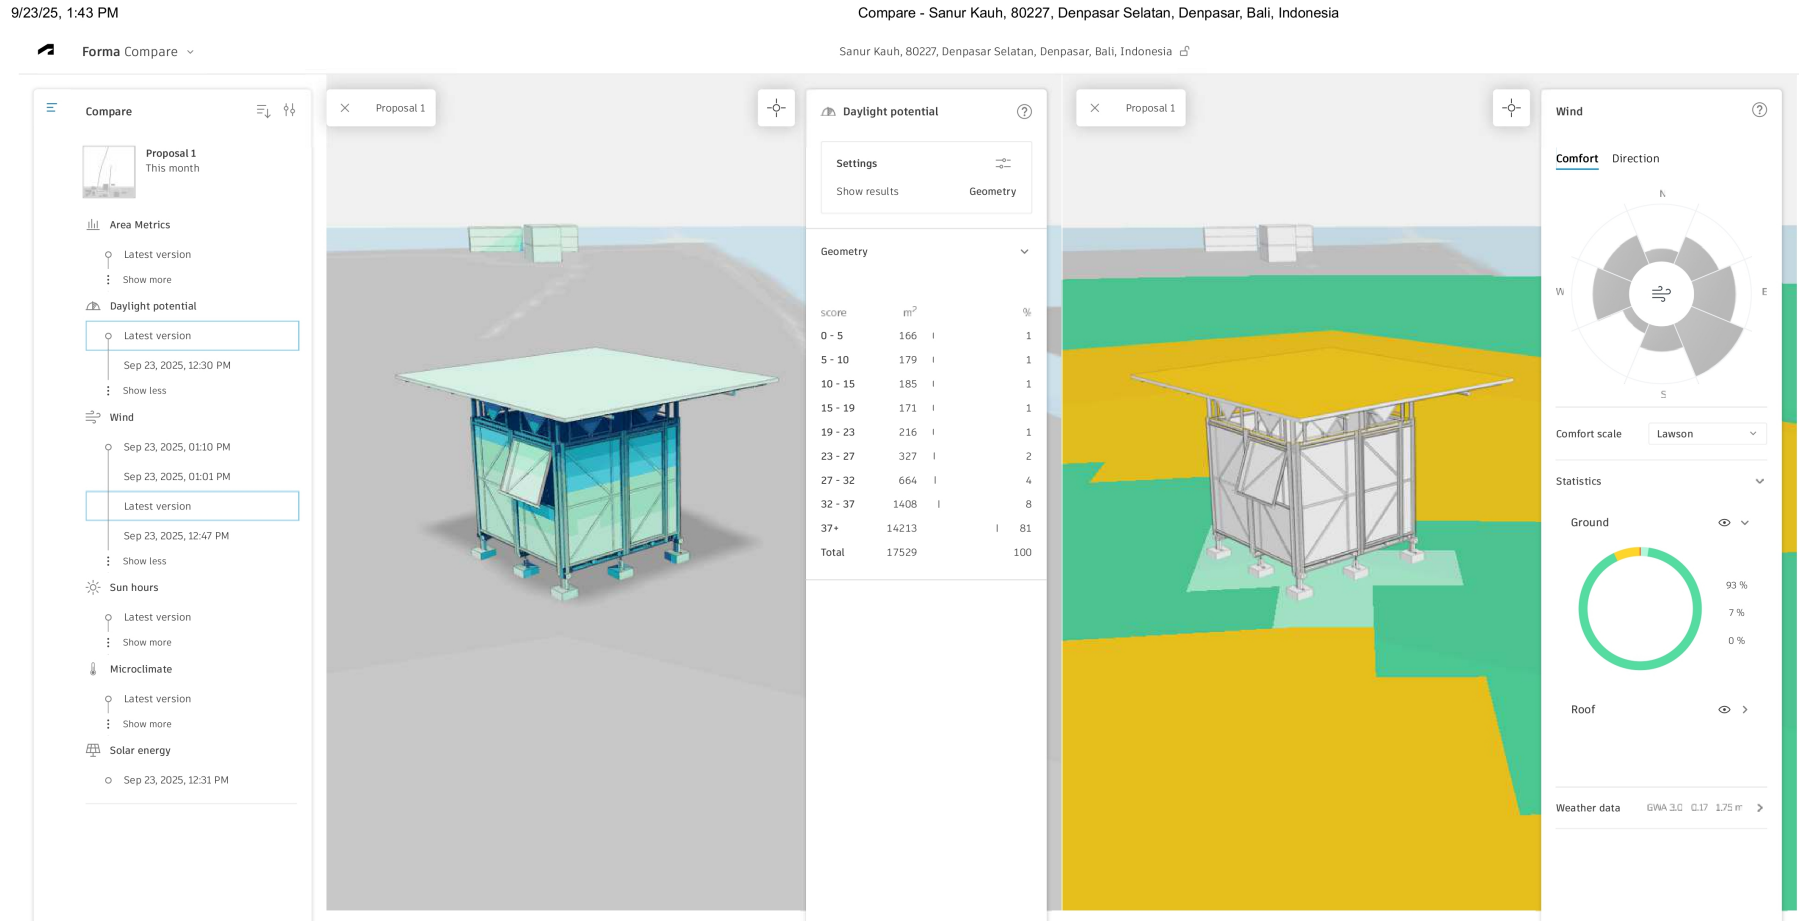 9/23/25, 1:43 PM
Compare - Sanur Kauh, 80227, Denpasar Selatan, Denpasar, Bali, Indonesia
Forma Compare
Sanur Kauh, 80227, Denpasar Selatan, Denpasar, Bali, Indonesia
Compare
Proposal 1
This month
Area Metrics
Latest version
Show more
Daylight potential
Latest version
Sep 23, 2025, 12:30 PM
Show less
Wind
Sep 23, 2025, 01:10 PM
Sep 23, 2025, 01:01 PM
Latest version
Sep 23, 2025, 12:47 PM
Show less
Sun hours
Latest version
Show more
Microclimate
Latest version
Show more
Solar energy
Sep 23, 2025, 12:31 PM
Proposal 1
Daylight potential
Settings
Show results Geometry
Geometry
score m² %
0 - 5 166 1
5 - 10 179 1
10 - 15 185 1
15 - 19 171 1
19 - 23 216 1
23 - 27 327 2
27 - 32 664 4
32 - 37 1408 8
37+ 14213 81
Total 17529 100
Proposal 1
Wind
Comfort Direction
N
W E
S
Comfort scale Lawson
Statistics
Ground
93 %
7 %
0 %
Roof
Weather data GWA 3.0 0.17 1.75 m